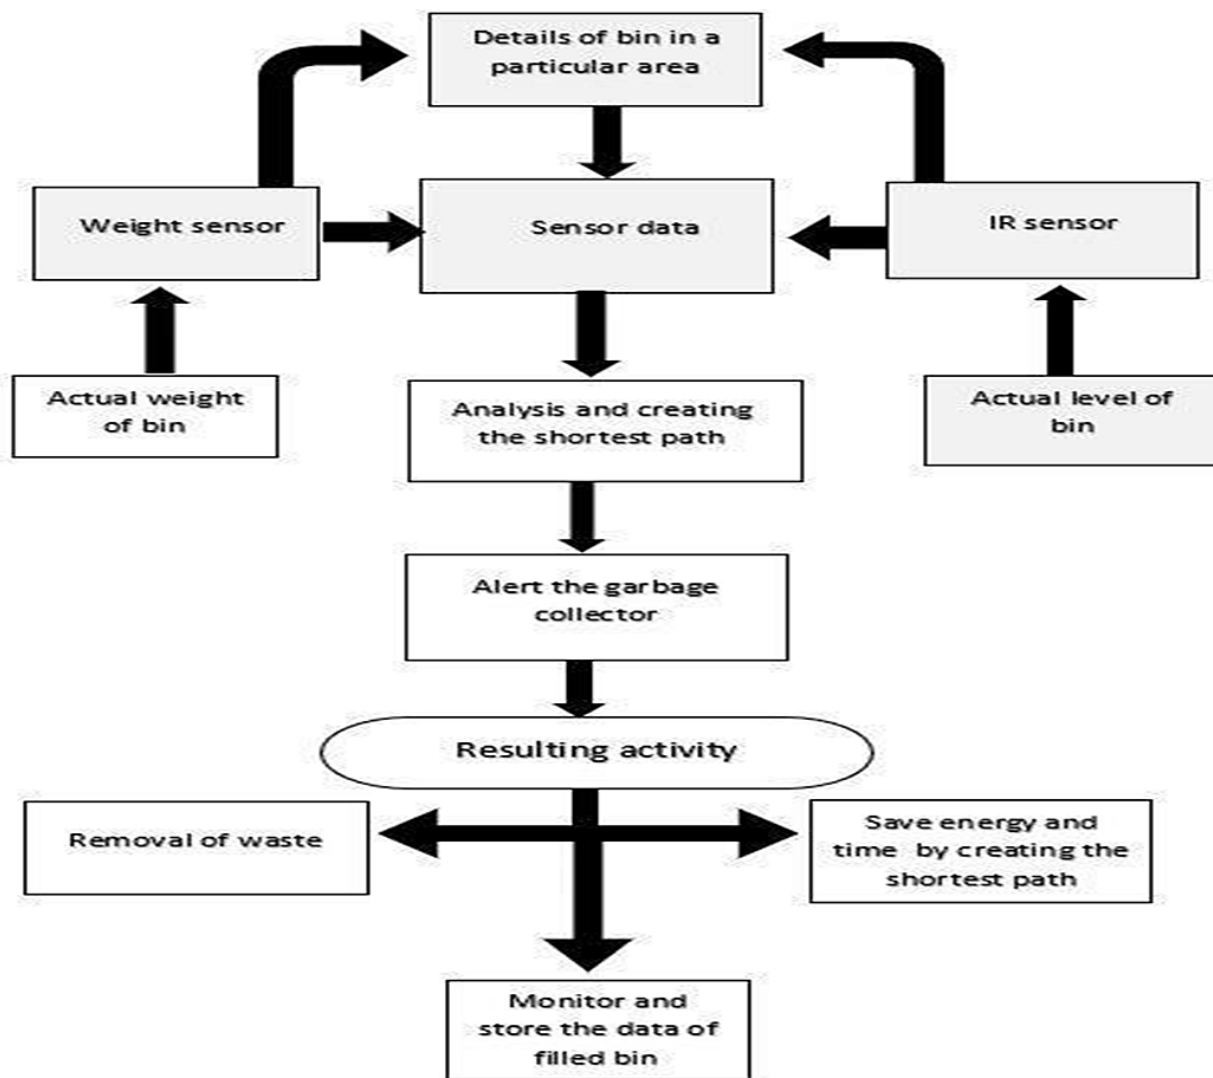 Details of bin in a
particular area
Weight sensor
Sensor data
IR sensor
Actual weight
of bin
Analysis and creating
the shortest path
Actual level of
bin
Alert the garbage
collector
Resulting activity
Removal of waste
Save energy and
time by creating the
shortest path
Monitor and
store the data of
filled bin